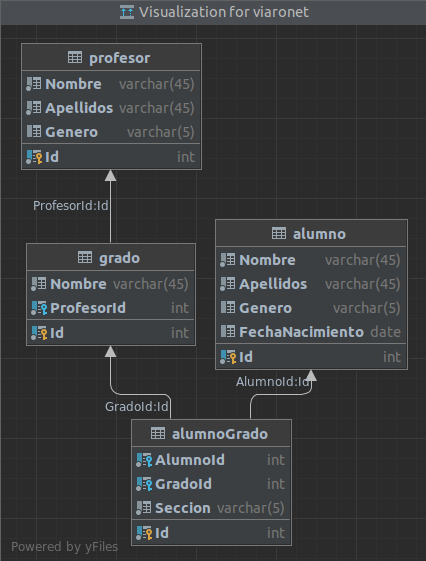 Visualization for viaronet
profesor
Nombre varchar(45)
Apellidos varchar(45)
Genero varchar(5)
Id int
ProfesorId:Id
grado
Nombre varchar(45)
ProfesorId int
Id int
alumno
Nombre varchar(45)
Apellidos varchar(45)
Genero varchar(5)
FechaNacimiento date
Id int
GradoId:Id
AlumnoId:Id
alumnoGrado
AlumnoId int
GradoId int
Seccion varchar(5)
Id int
Powered by yFiles